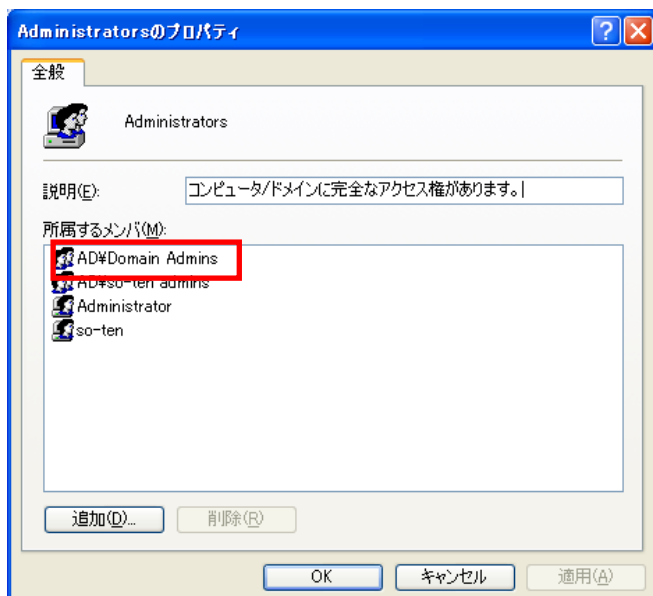 Administratorsのプロパティ
全般
Administrators
説明(E):
コンピュータ/ドメインに完全なアクセス権があります。
所属するメンバ(M):
AD¥Domain Admins
AD¥so-ten admins
Administrator
so-ten
追加(D)...
削除(R)
OK
キャンセル
適用(A)